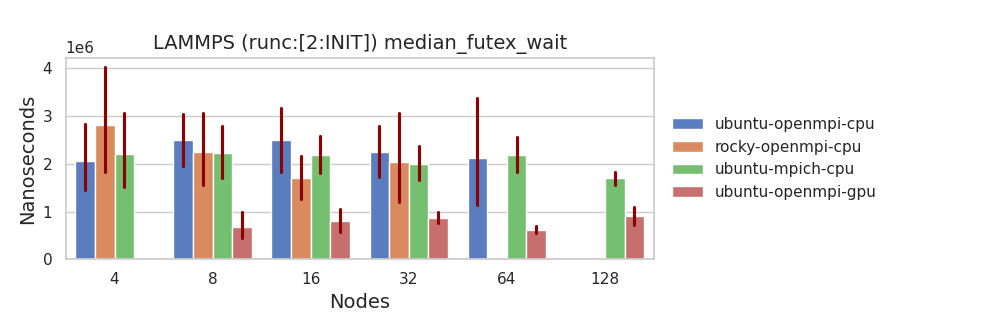 LAMMPS (runc:[2:INIT]) median_futex_wait
1e6
4
3
2
1
0
Nanoseconds
4 8 16 32 64 128
Nodes
ubuntu-openmpi-cpu
rocky-openmpi-cpu
ubuntu-mpich-cpu
ubuntu-openmpi-gpu